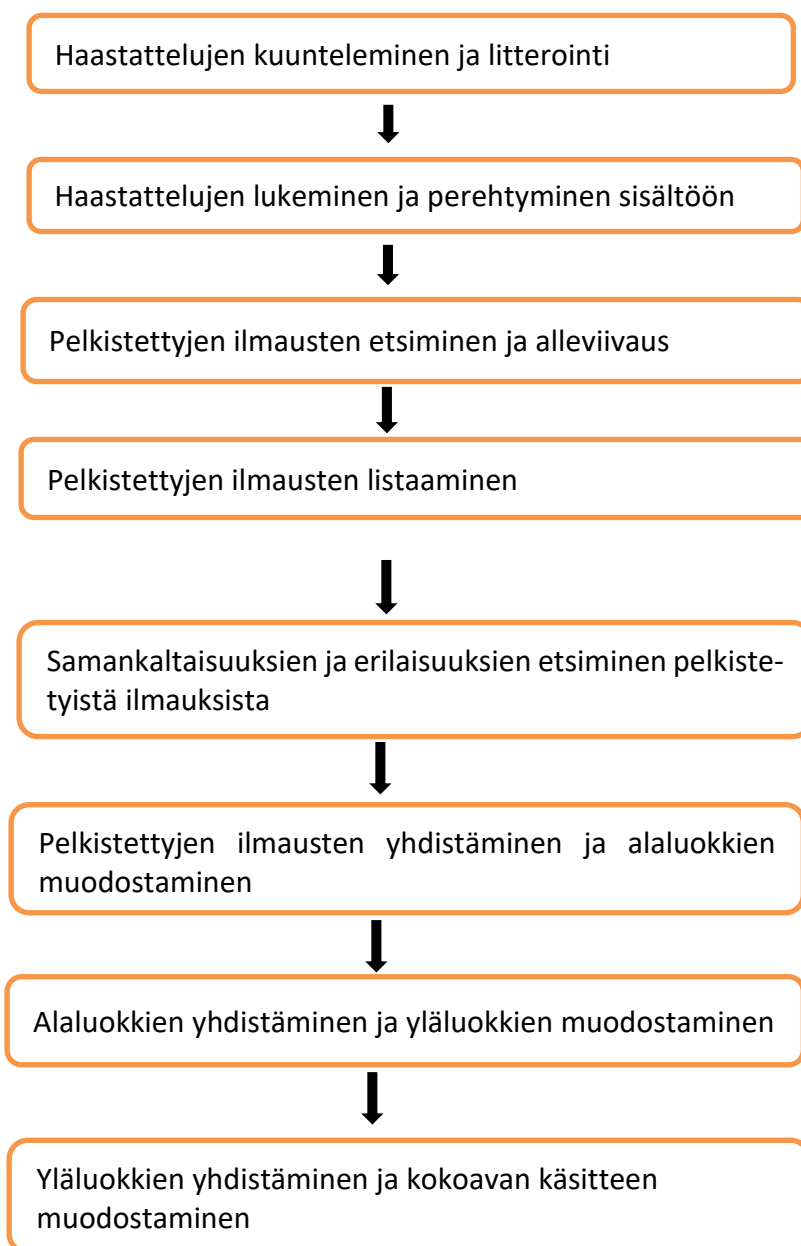 Haastattelujen kuunteleminen ja litterointi
Haastattelujen lukeminen ja perehtyminen sisältöön
Pelkistettyjen ilmausten etsiminen ja alleviivaus
Pelkistettyjen ilmausten listaaminen
Samankaltaisuuksien ja erilaisuuksien etsiminen pelkiste-
tyistä ilmauksista
Pelkistettyjen ilmausten yhdistäminen ja alaluokkien
muodostaminen
Alaluokkien yhdistäminen ja yläluokkien muodostaminen
Yläluokkien yhdistäminen ja kokoavan käsitteen
muodostaminen